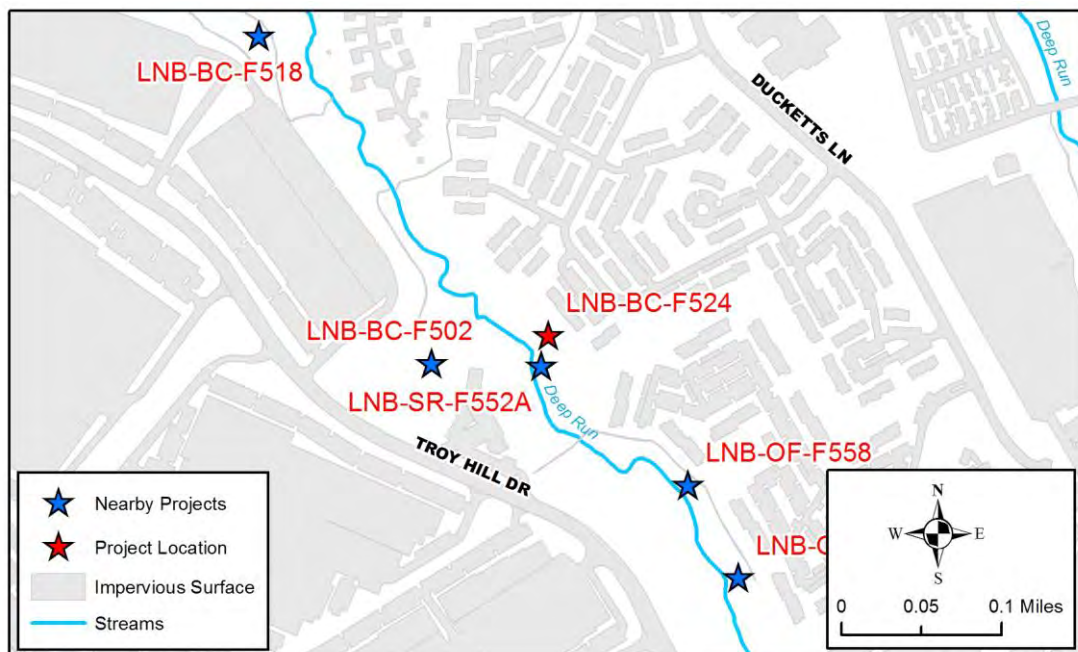 LNB-BC-F518
DUCKETTS LN
Deep Run
LNB-BC-F524
LNB-BC-F502
LNB-SR-F552A
Deep Run
TROY HILL DR
LNB-OF-F558
Nearby Projects
Project Location
Impervious Surface
Streams
N
W
E
S
0 0.05 0.1 Miles